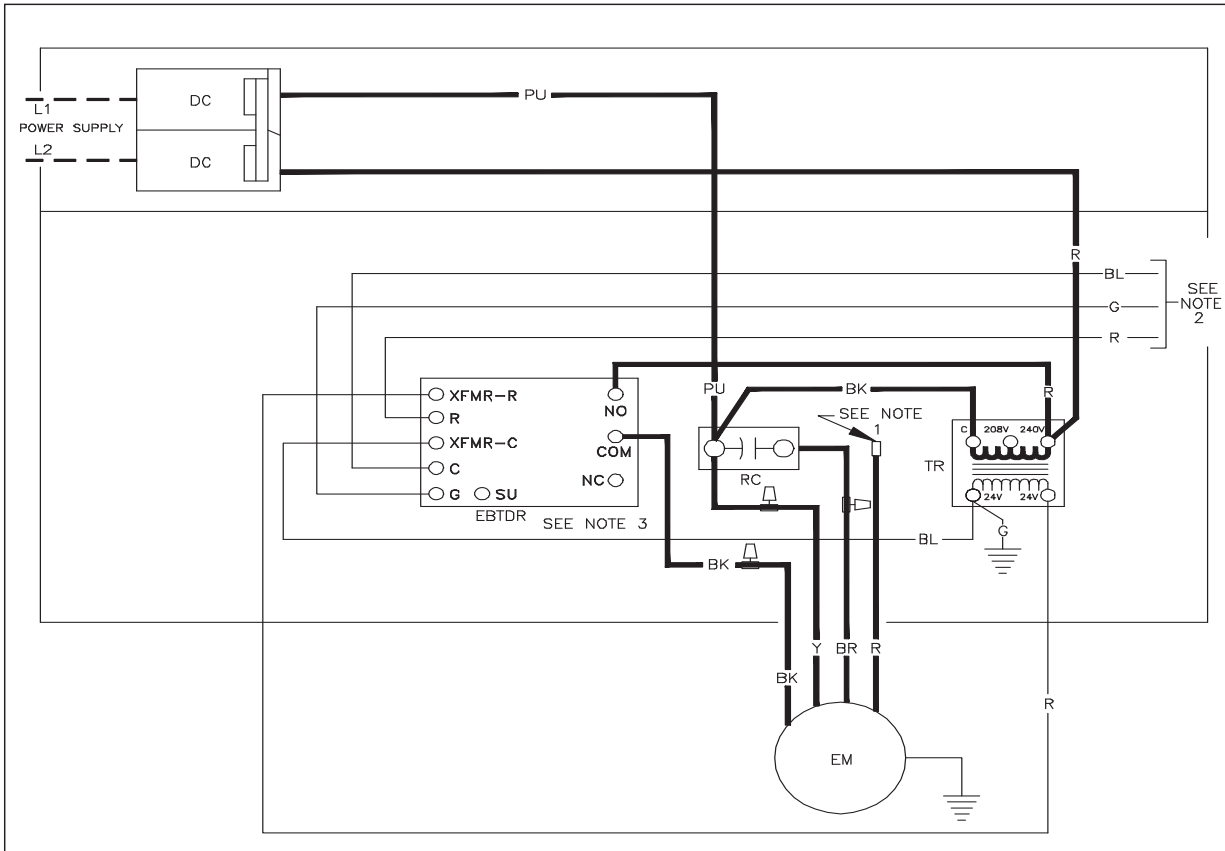 DC
PU
L1
POWER SUPPLY
L2
DC
R
BL
G
R
SEE
NOTE
2
XFMR-R
NO
PU
BK
R
SEE NOTE
1
R
C
208V
240V
XFMR-C
COM
TR
C
NC
RC
G
SU
24V
24V
EBTDR
SEE NOTE 3
BL
G
BK
Y
BR
R
BK
R
EM